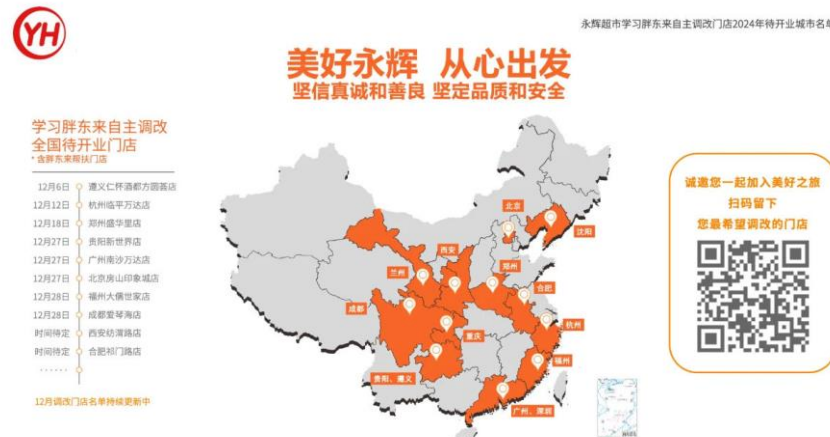 YH
永辉超市学习胖东来自主调改门店2024年待开业城市名单
美好永辉 从心出发
坚信真诚和善良 坚定品质和安全
学习胖东来自主调改
全国待开业门店
*含胖东来帮扶门店
12月6日 遵义仁怀酒都方圆荟店
12月12日 杭州临平万达店
12月18日 郑州盛华里店
12月27日 贵阳新世界店
12月27日 广州南沙万达店
12月27日 北京房山印象城店
12月28日 福州大儒世家店
12月28日 成都爱琴海店
时间待定 西安纺渭路店
时间待定 合肥祁门路店
······
12月调改门店名单持续更新中
北京
沈阳
西安
郑州
兰州
合肥
成都
杭州
重庆
福州
贵阳、遵义
广州、深圳
诚邀您一起加入美好之旅
扫码留下
您最希望调改的门店